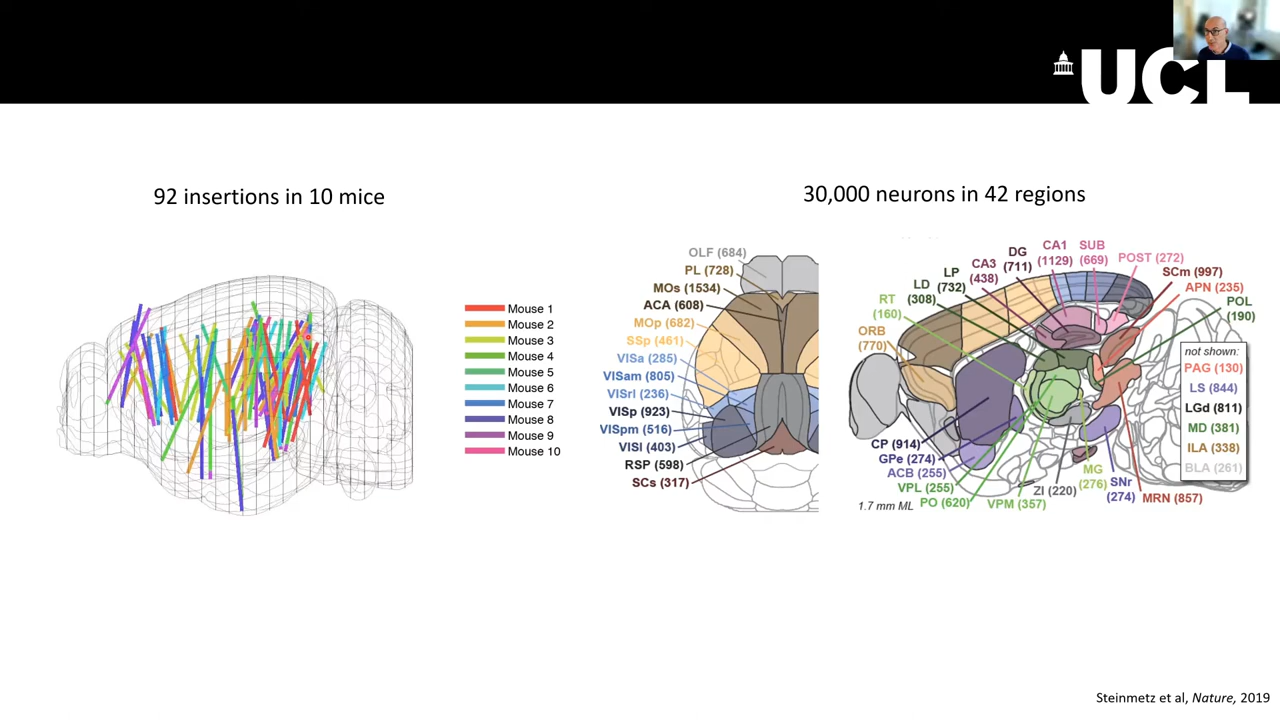 UCL
92 insertions in 10 mice
30,000 neurons in 42 regions
Mouse 1
Mouse 2
Mouse 3
Mouse 4
Mouse 5
Mouse 6
Mouse 7
Mouse 8
Mouse 9
Mouse 10
OLF (684)
PL (728)
MOs (1534)
ACA (608)
MOp (682)
SSp (461)
VISa (285)
VISam (805)
VISrl (236)
VISp (923)
VISpm (516)
VISl (403)
RSP (598)
SCs (317)
ORB
(770)
RT
(160)
LD
(308)
LP
(732)
CA3
(438)
DG
(711)
CA1
(1129)
SUB
(669)
POST (272)
SCm (997)
APN (235)
POL
(190)
CP (914)
GPe (274)
ACB (255)
VPL (255)
PO (620)
VPM (357)
ZI (220)
MG
(276)
SNr
(274)
MRN (857)
1.7 mm ML
not shown:
PAG (130)
LS (844)
LGd (811)
MD (381)
ILA (338)
BLA (261)
Steinmetz et al, Nature, 2019